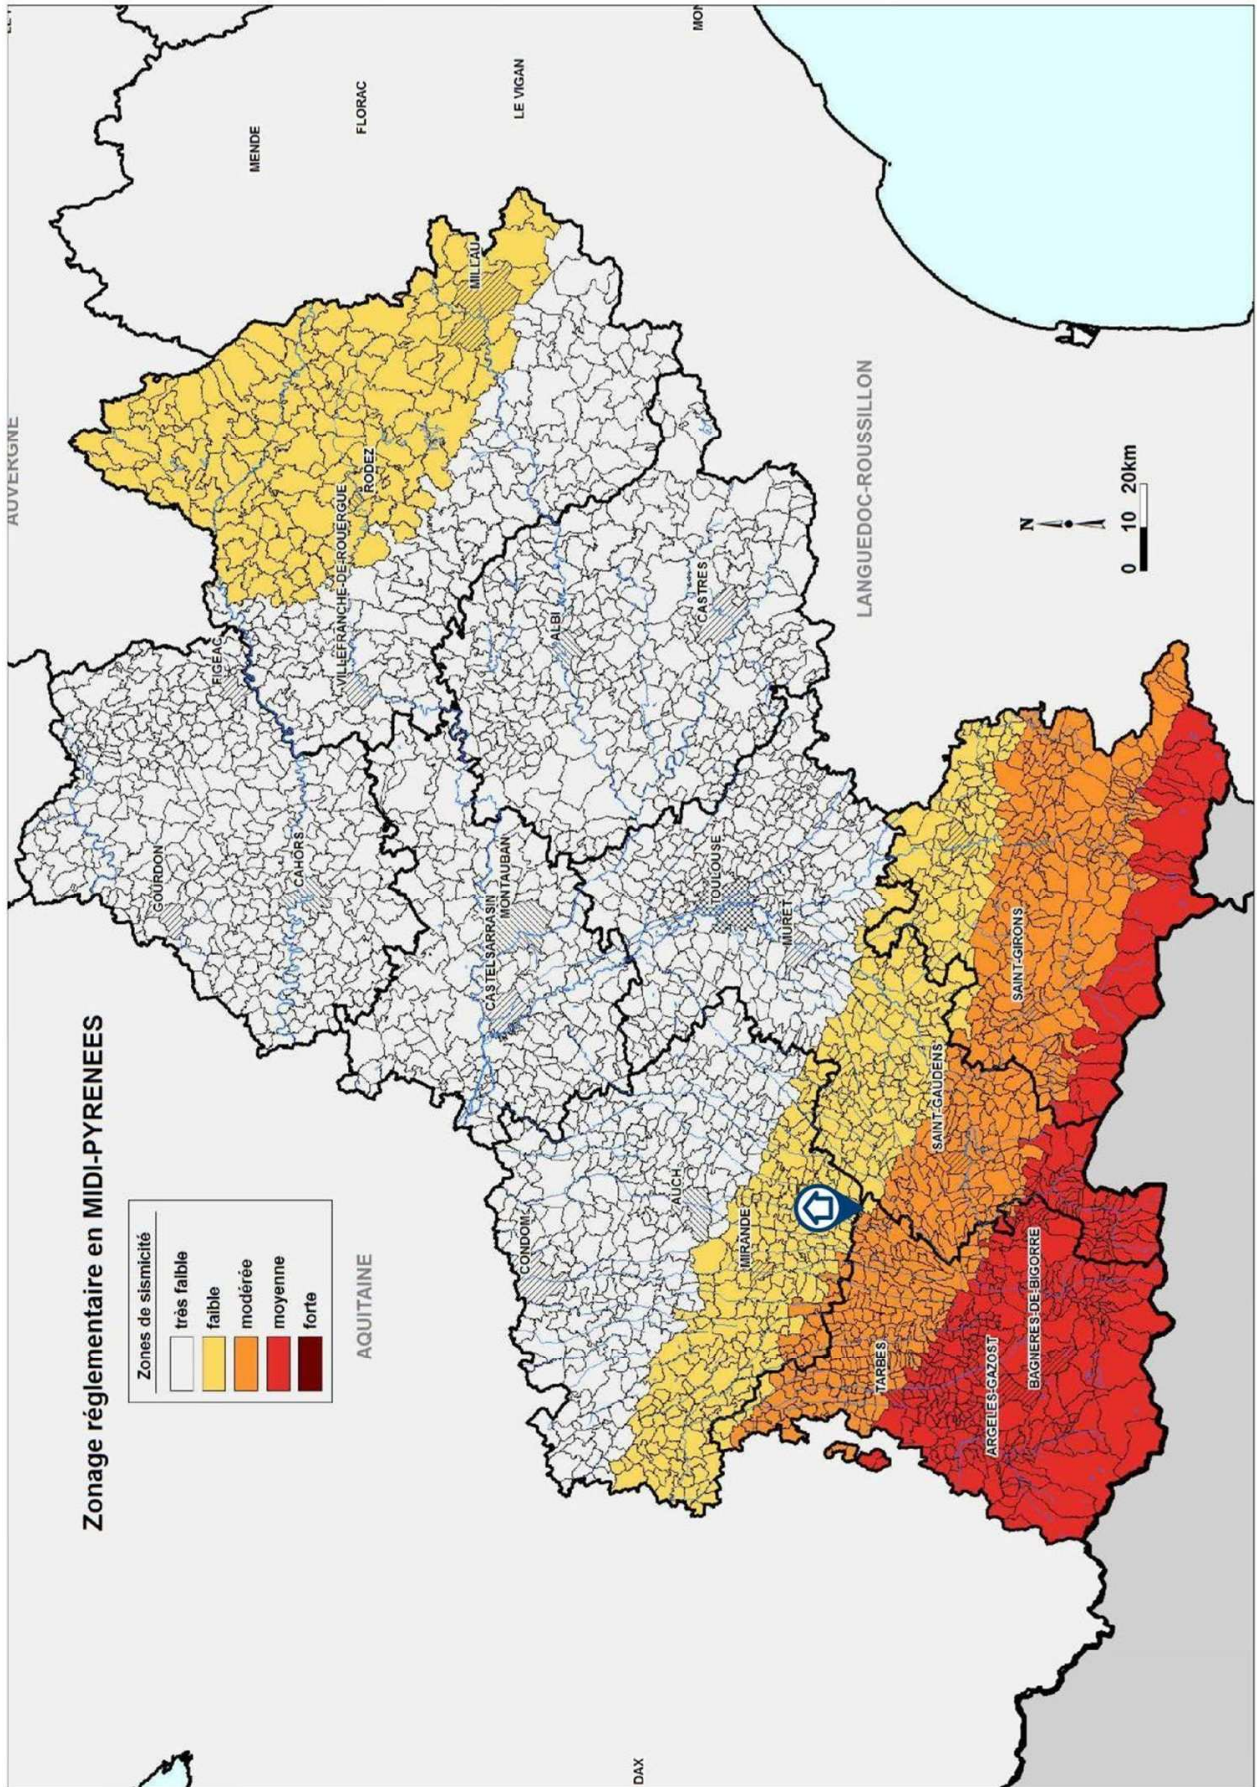 Zonage réglementaire en MIDI-PYRENEES
Zones de sismicité
très faible
faible
modérée
moyenne
forte
AUVERGNE
AQUITAINE
LANGUEDOC-ROUSSILLON
MENDE
FLORAC
LE VIGAN
DAX
GOURDON
FIGEAC
CAHORS
VILLEFRANCHE-DE-ROUERGUE
RODEZ
MILLAU
CASTELSARRASIN
MONTAUBAN
ALBI
CONDOM
CASTRES
AUCH
TOULOUSE
MIRANDE
MURET
TARBES
SAINT-GAUDENS
SAINT-GIRONS
ARGELES-GAZOST
BAGNERES-DE-BIGORRE
N
0 10 20km